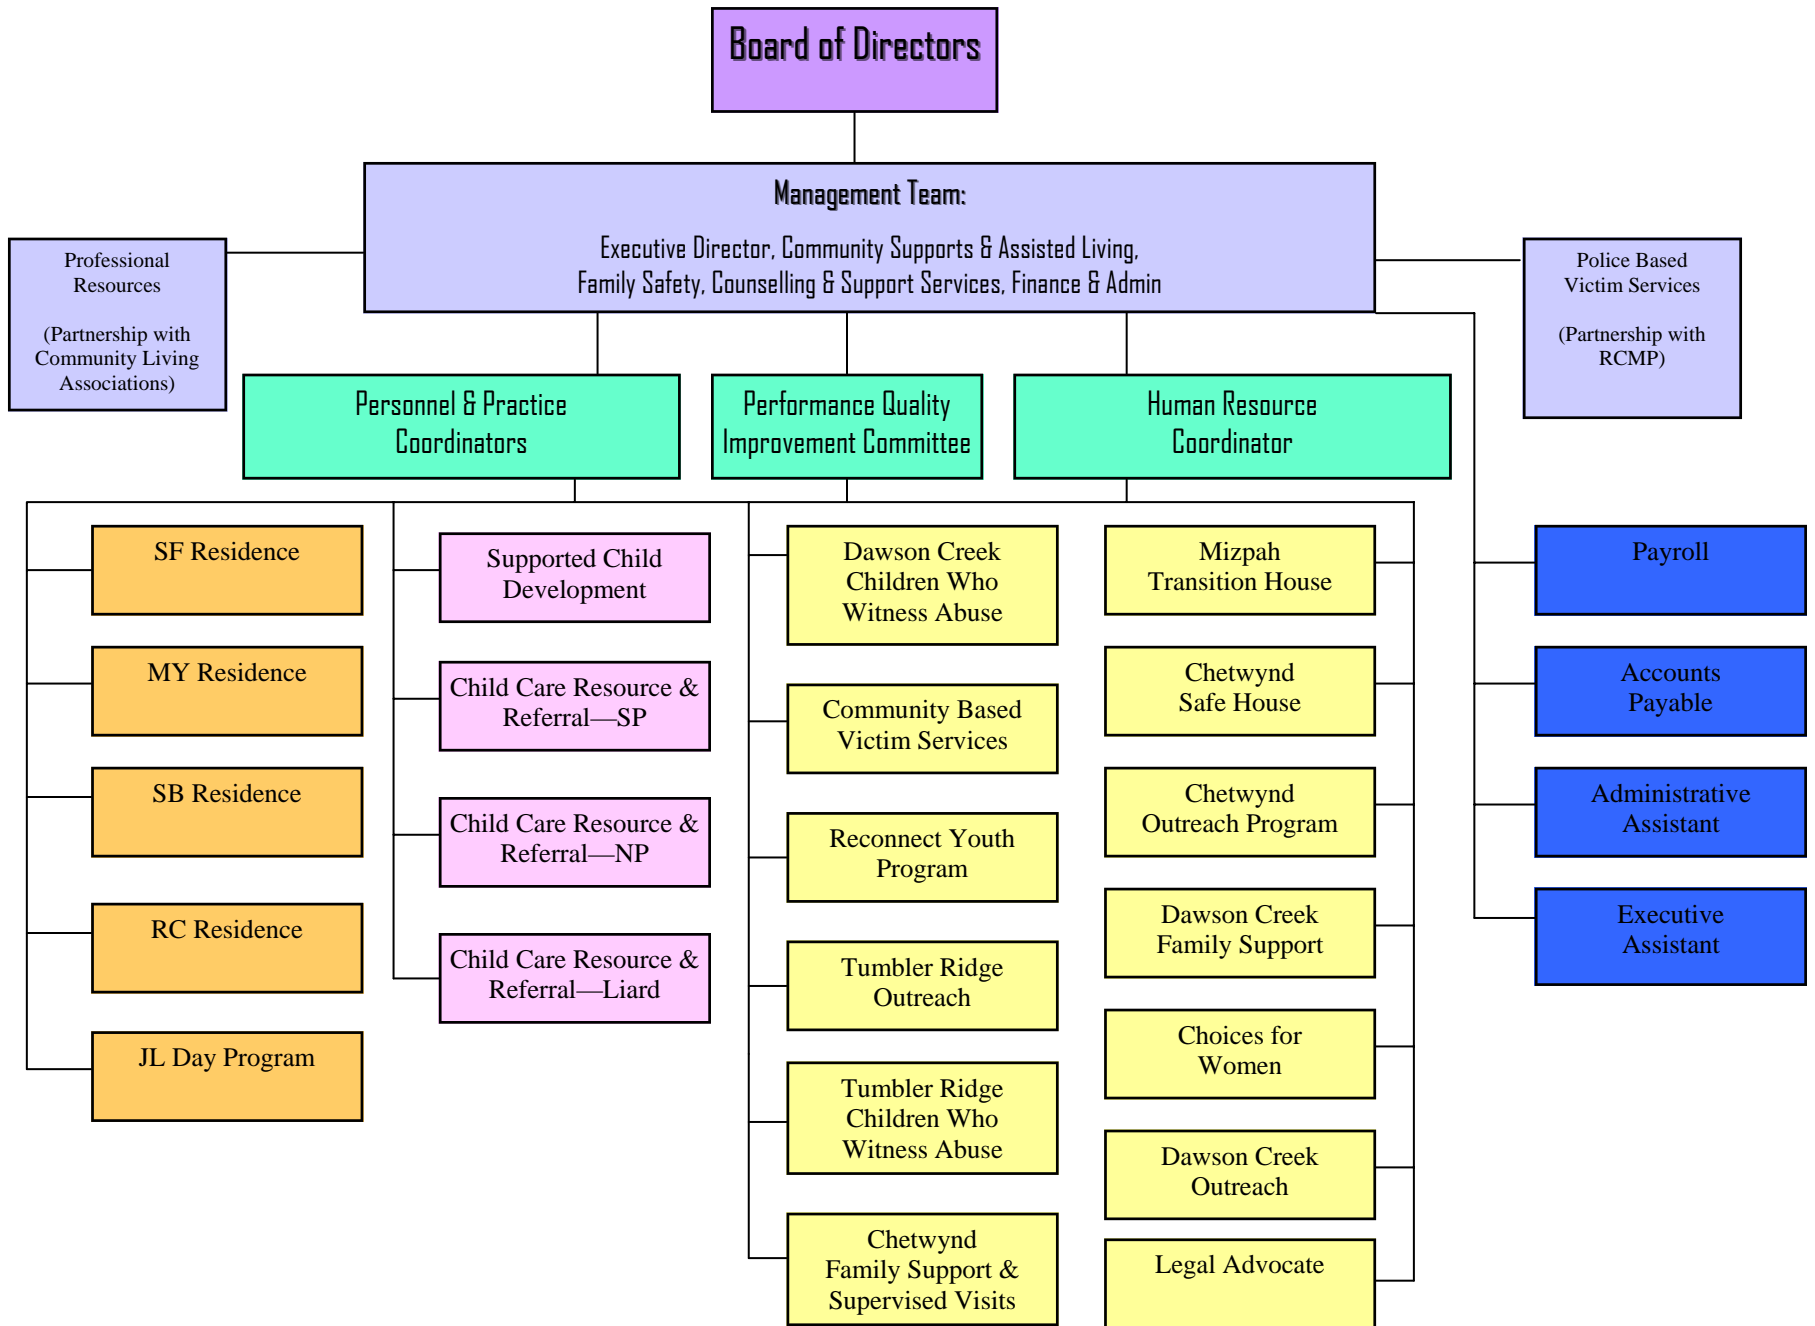 Board of Directors
Management Team:
Executive Director, Community Supports & Assisted Living,
Family Safety, Counselling & Support Services, Finance & Admin
Professional
Resources
(Partnership with
Community Living
Associations)
Police Based
Victim Services
(Partnership with
RCMP)
Personnel & Practice
Coordinators
Performance Quality
Improvement Committee
Human Resource
Coordinator
SF Residence
MY Residence
SB Residence
RC Residence
JL Day Program
Supported Child
Development
Child Care Resource &
Referral—SP
Child Care Resource &
Referral—NP
Child Care Resource &
Referral—Liard
Dawson Creek
Children Who
Witness Abuse
Community Based
Victim Services
Reconnect Youth
Program
Tumbler Ridge
Outreach
Tumbler Ridge
Children Who
Witness Abuse
Chetwynd
Family Support &
Supervised Visits
Mizpah
Transition House
Chetwynd
Safe House
Chetwynd
Outreach Program
Dawson Creek
Family Support
Choices for
Women
Dawson Creek
Outreach
Legal Advocate
Payroll
Accounts
Payable
Administrative
Assistant
Executive
Assistant